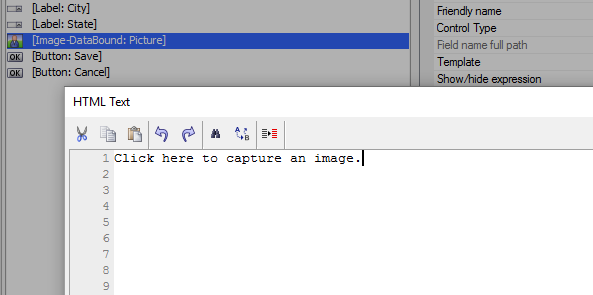 [Label: City]
[Label: State]
[Image-DataBound: Picture]
OK [Button: Save]
OK [Button: Cancel]
Friendly name
Control Type
Field name full path
Template
Show/hide expression
HTML Text
A B
1 Click here to capture an image.
2
3
4
5
6
7
8
9